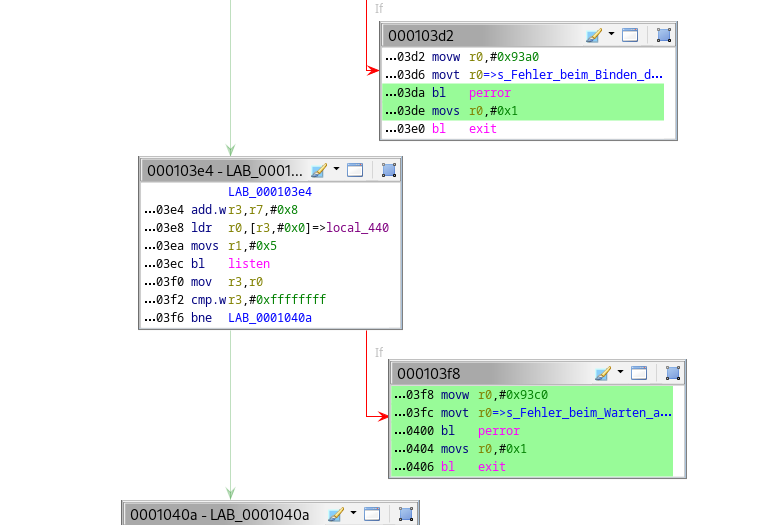 If
000103d2
...03d2 movw r0,#0x93a0
...03d6 movt r0=>s_Fehler_beim_Binden_d...
...03da bl perror
...03de movs r0,#0x1
...03e0 bl exit
000103e4 - LAB_0001...
LAB_000103e4
...03e4 add.w r3,r7,#0x8
...03e8 ldr r0,[r3,#0x0]=>local_440
...03ea movs r1,#0x5
...03ec bl listen
...03f0 mov r3,r0
...03f2 cmp.w r3,#0xffffffff
...03f6 bne LAB_0001040a
If
000103f8
...03f8 movw r0,#0x93c0
...03fc movt r0=>s_Fehler_beim_Warten_a...
...0400 bl perror
...0404 movs r0,#0x1
...0406 bl exit
0001040a - LAB_0001040a